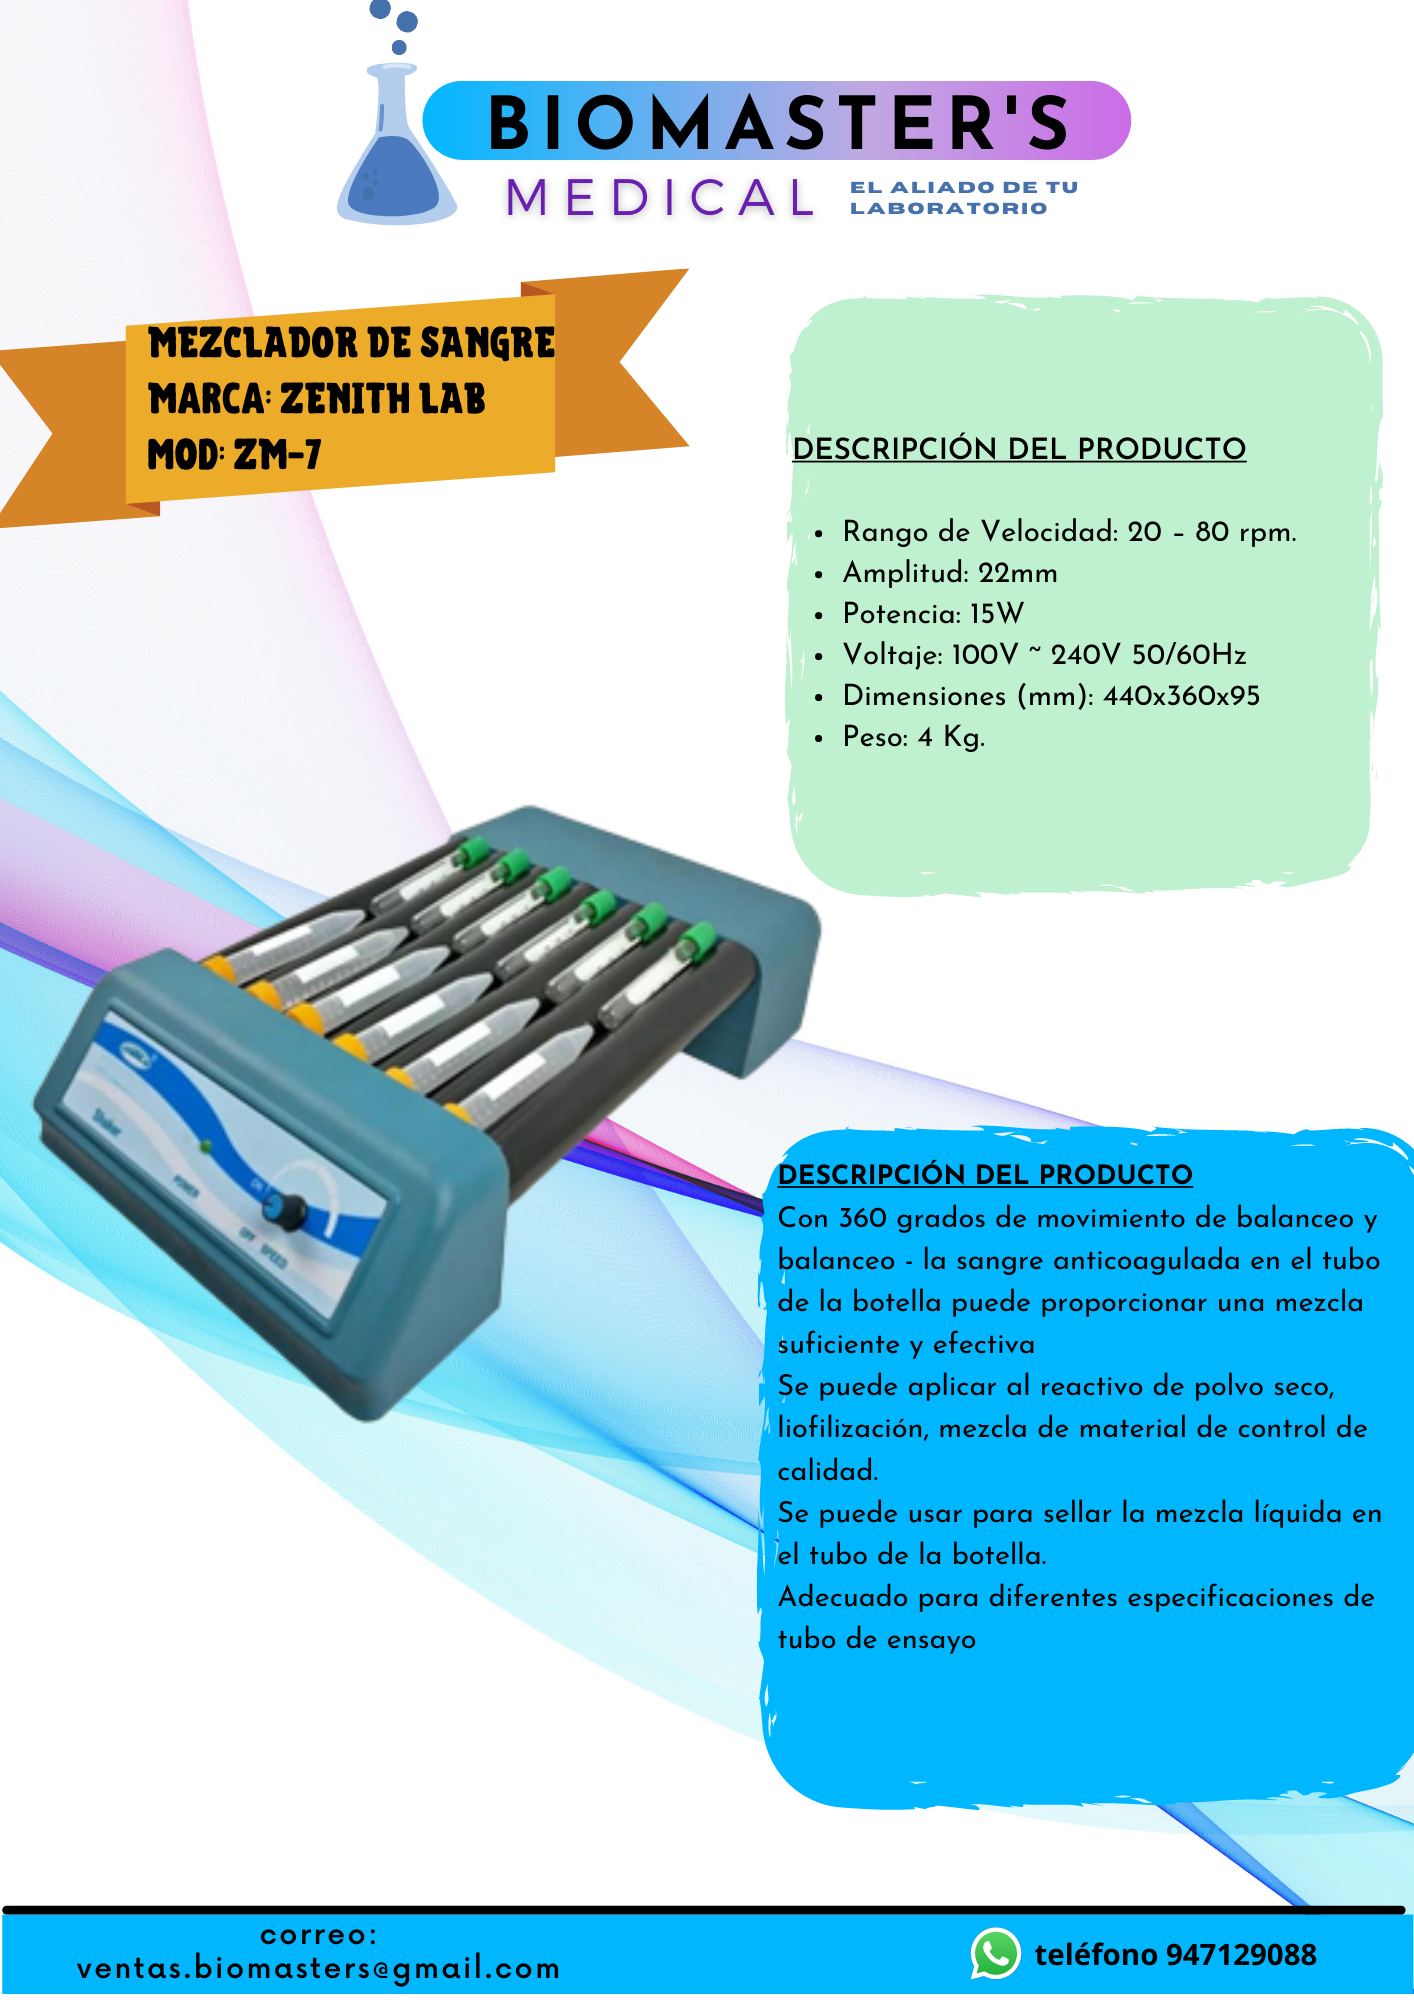 BIOMASTER'S
MEDICAL
EL ALIADO DE TU
LABORATORIO
MEZCLADOR DE SANGRE
MARCA: ZENITH LAB
MOD: ZM-7
DESCRIPCIÓN DEL PRODUCTO
• Rango de Velocidad: 20 – 80 rpm.
• Amplitud: 22mm
• Potencia: 15W
• Voltaje: 100V ~ 240V 50/60Hz
• Dimensiones (mm): 440x360x95
• Peso: 4 Kg.
Shaker
POWER
ON
OFF
SPEED
DESCRIPCIÓN DEL PRODUCTO
Con 360 grados de movimiento de balanceo y
balanceo - la sangre anticoagulada en el tubo
de la botella puede proporcionar una mezcla
suficiente y efectiva
Se puede aplicar al reactivo de polvo seco,
liofilización, mezcla de material de control de
calidad.
Se puede usar para sellar la mezcla líquida en
el tubo de la botella.
Adecuado para diferentes especificaciones de
tubo de ensayo
correo:
ventas.biomasters@gmail.com
teléfono 947129088